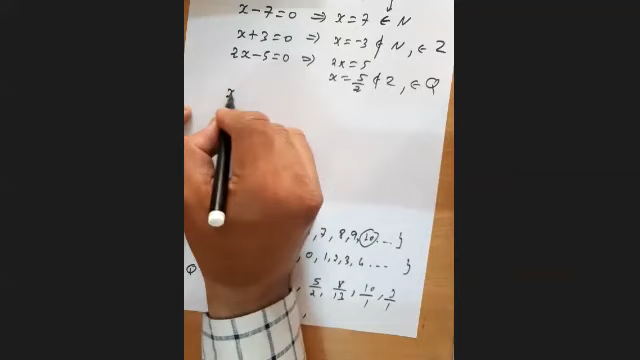 x - 7 = 0 ⇒ x = 7 ∈ N
x + 3 = 0 ⇒ x = -3 ∉ N, ∈ Z
2x - 5 = 0 ⇒ 2x = 5
x = 5/2 ∉ Z, ∈ Q
x
, 7, 8, 9, 10, ... }
0, 1, 2, 3, 4 .... }
Q
, 5/2, 8/13, 10/1, 2/1